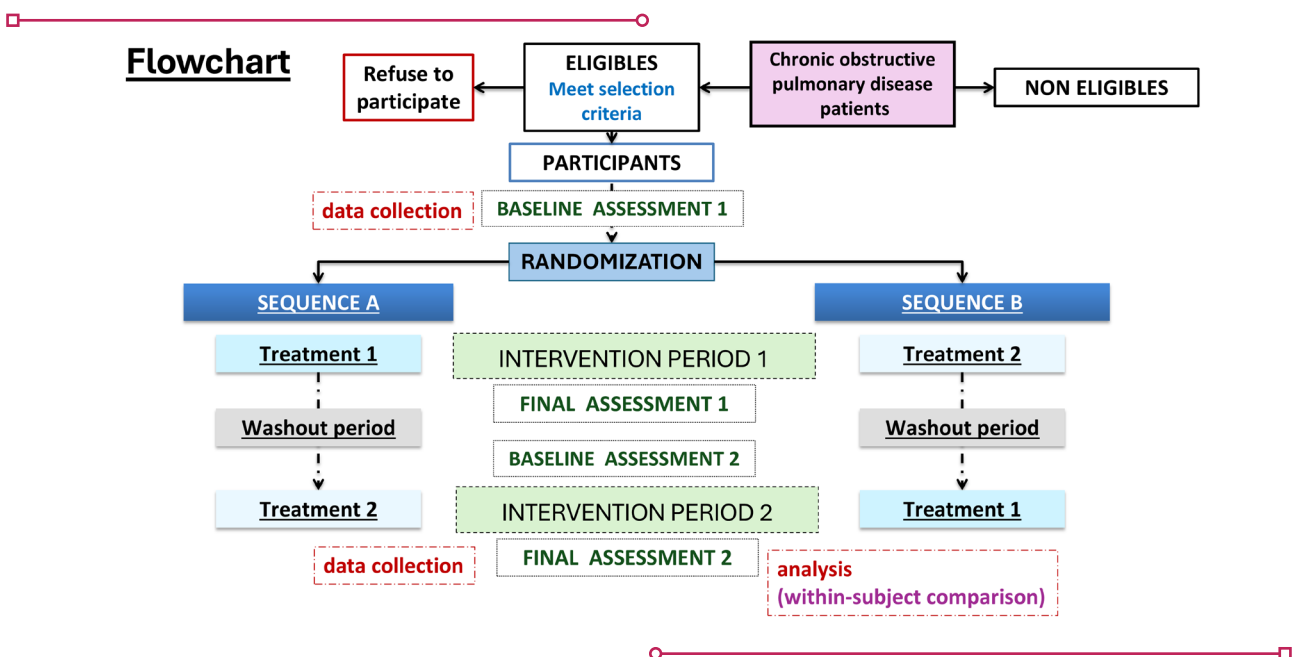 Flowchart
Refuse to
participate
ELIGIBLES
Meet selection
criteria
Chronic obstructive
pulmonary disease
patients
NON ELIGIBLES
PARTICIPANTS
data collection
BASELINE ASSESSMENT 1
RANDOMIZATION
SEQUENCE A
SEQUENCE B
Treatment 1
INTERVENTION PERIOD 1
Treatment 2
FINAL ASSESSMENT 1
Washout period
Washout period
BASELINE ASSESSMENT 2
Treatment 2
INTERVENTION PERIOD 2
Treatment 1
data collection
FINAL ASSESSMENT 2
analysis
(within-subject comparison)